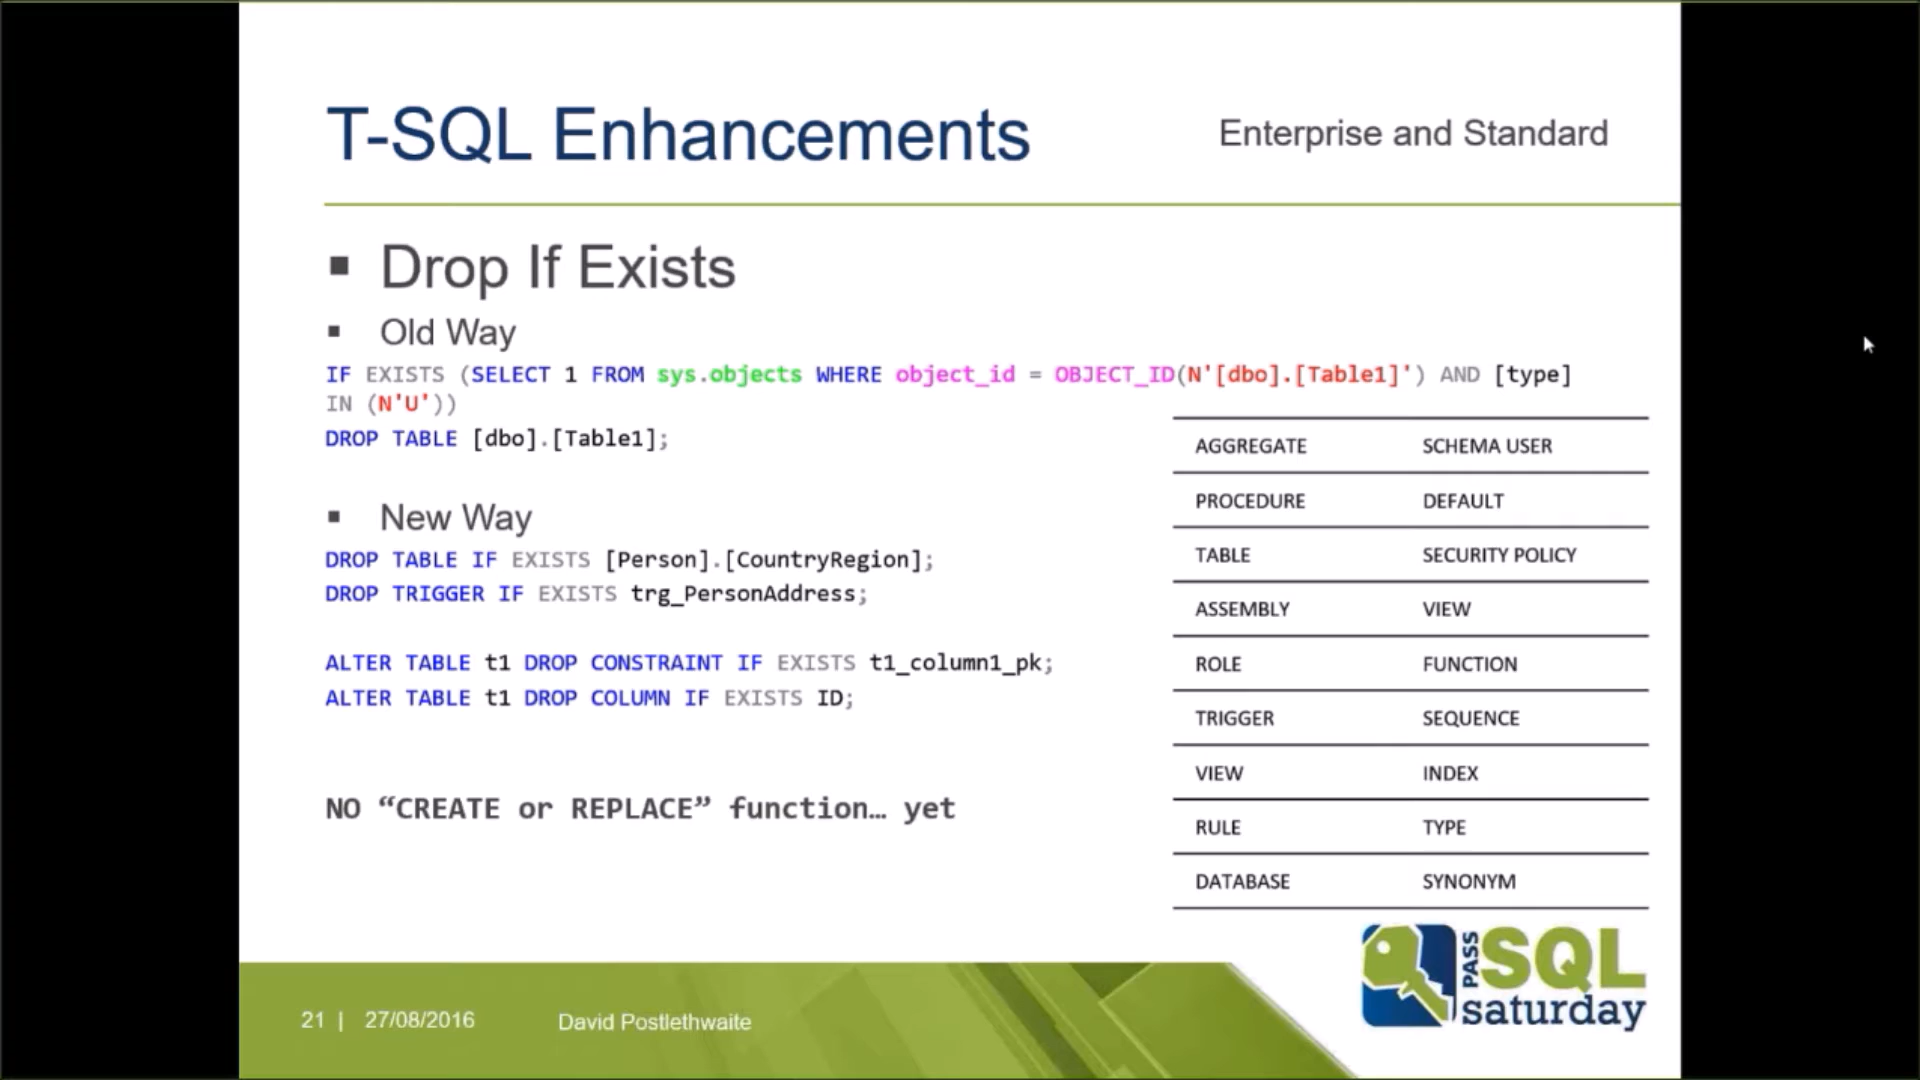 T-SQL Enhancements
Enterprise and Standard
▪ Drop If Exists
▪ Old Way
IF EXISTS (SELECT 1 FROM sys.objects WHERE object_id = OBJECT_ID(N'[dbo].[Table1]') AND [type]
IN (N'U'))
DROP TABLE [dbo].[Table1];
▪ New Way
DROP TABLE IF EXISTS [Person].[CountryRegion];
DROP TRIGGER IF EXISTS trg_PersonAddress;
ALTER TABLE t1 DROP CONSTRAINT IF EXISTS t1_column1_pk;
ALTER TABLE t1 DROP COLUMN IF EXISTS ID;
NO “CREATE or REPLACE” function… yet
AGGREGATE SCHEMA USER
PROCEDURE DEFAULT
TABLE SECURITY POLICY
ASSEMBLY VIEW
ROLE FUNCTION
TRIGGER SEQUENCE
VIEW INDEX
RULE TYPE
DATABASE SYNONYM
21 | 27/08/2016 David Postlethwaite
PASS SQL
saturday